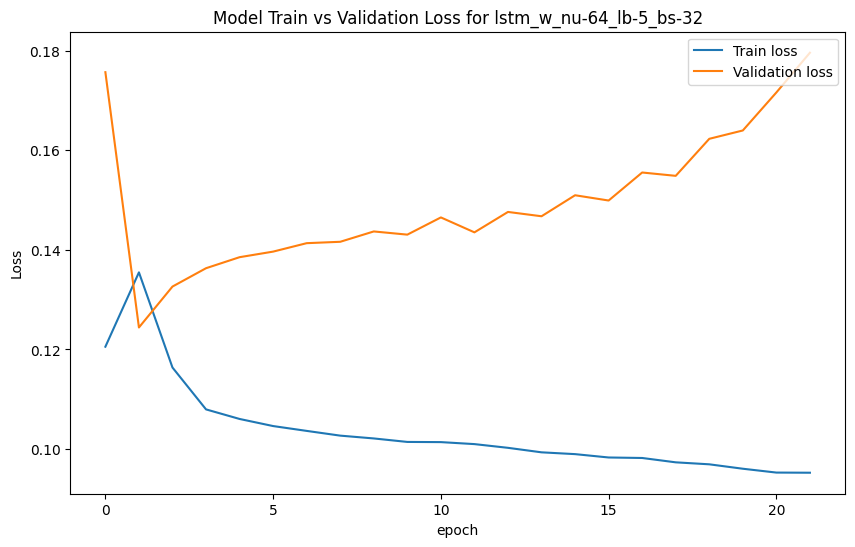 Model Train vs Validation Loss for lstm_w_nu-64_lb-5_bs-32
Train loss
Validation loss
0.18
0.16
0.14
0.12
0.10
Loss
0
5
10
15
20
epoch